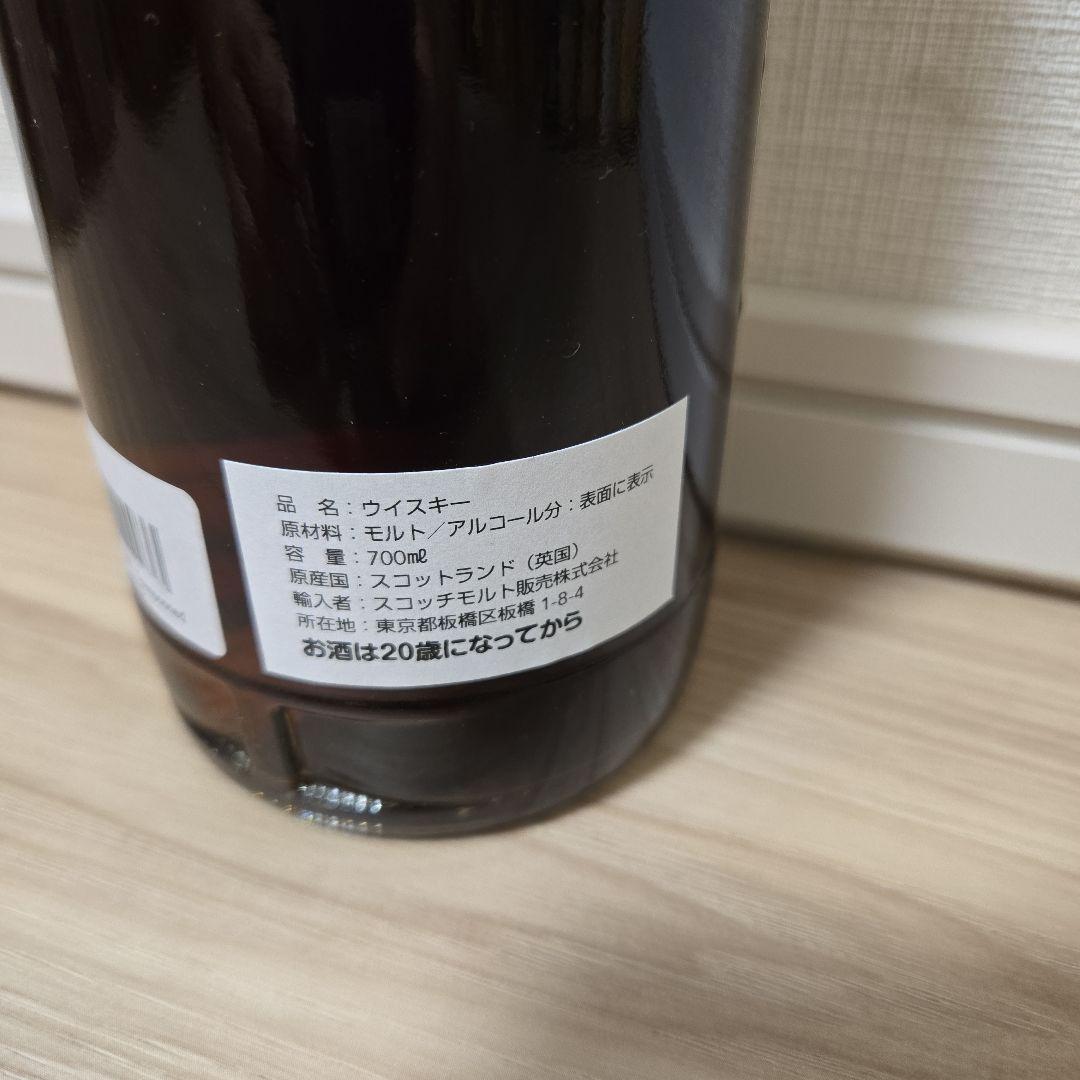 品　名：ウイスキー
原材料：モルト／アルコール分：表面に表示
容　量：700㎖
原産国：スコットランド（英国）
輸入者：スコッチモルト販売株式会社
所在地：東京都板橋区板橋 1-8-4
お酒は20歳になってから